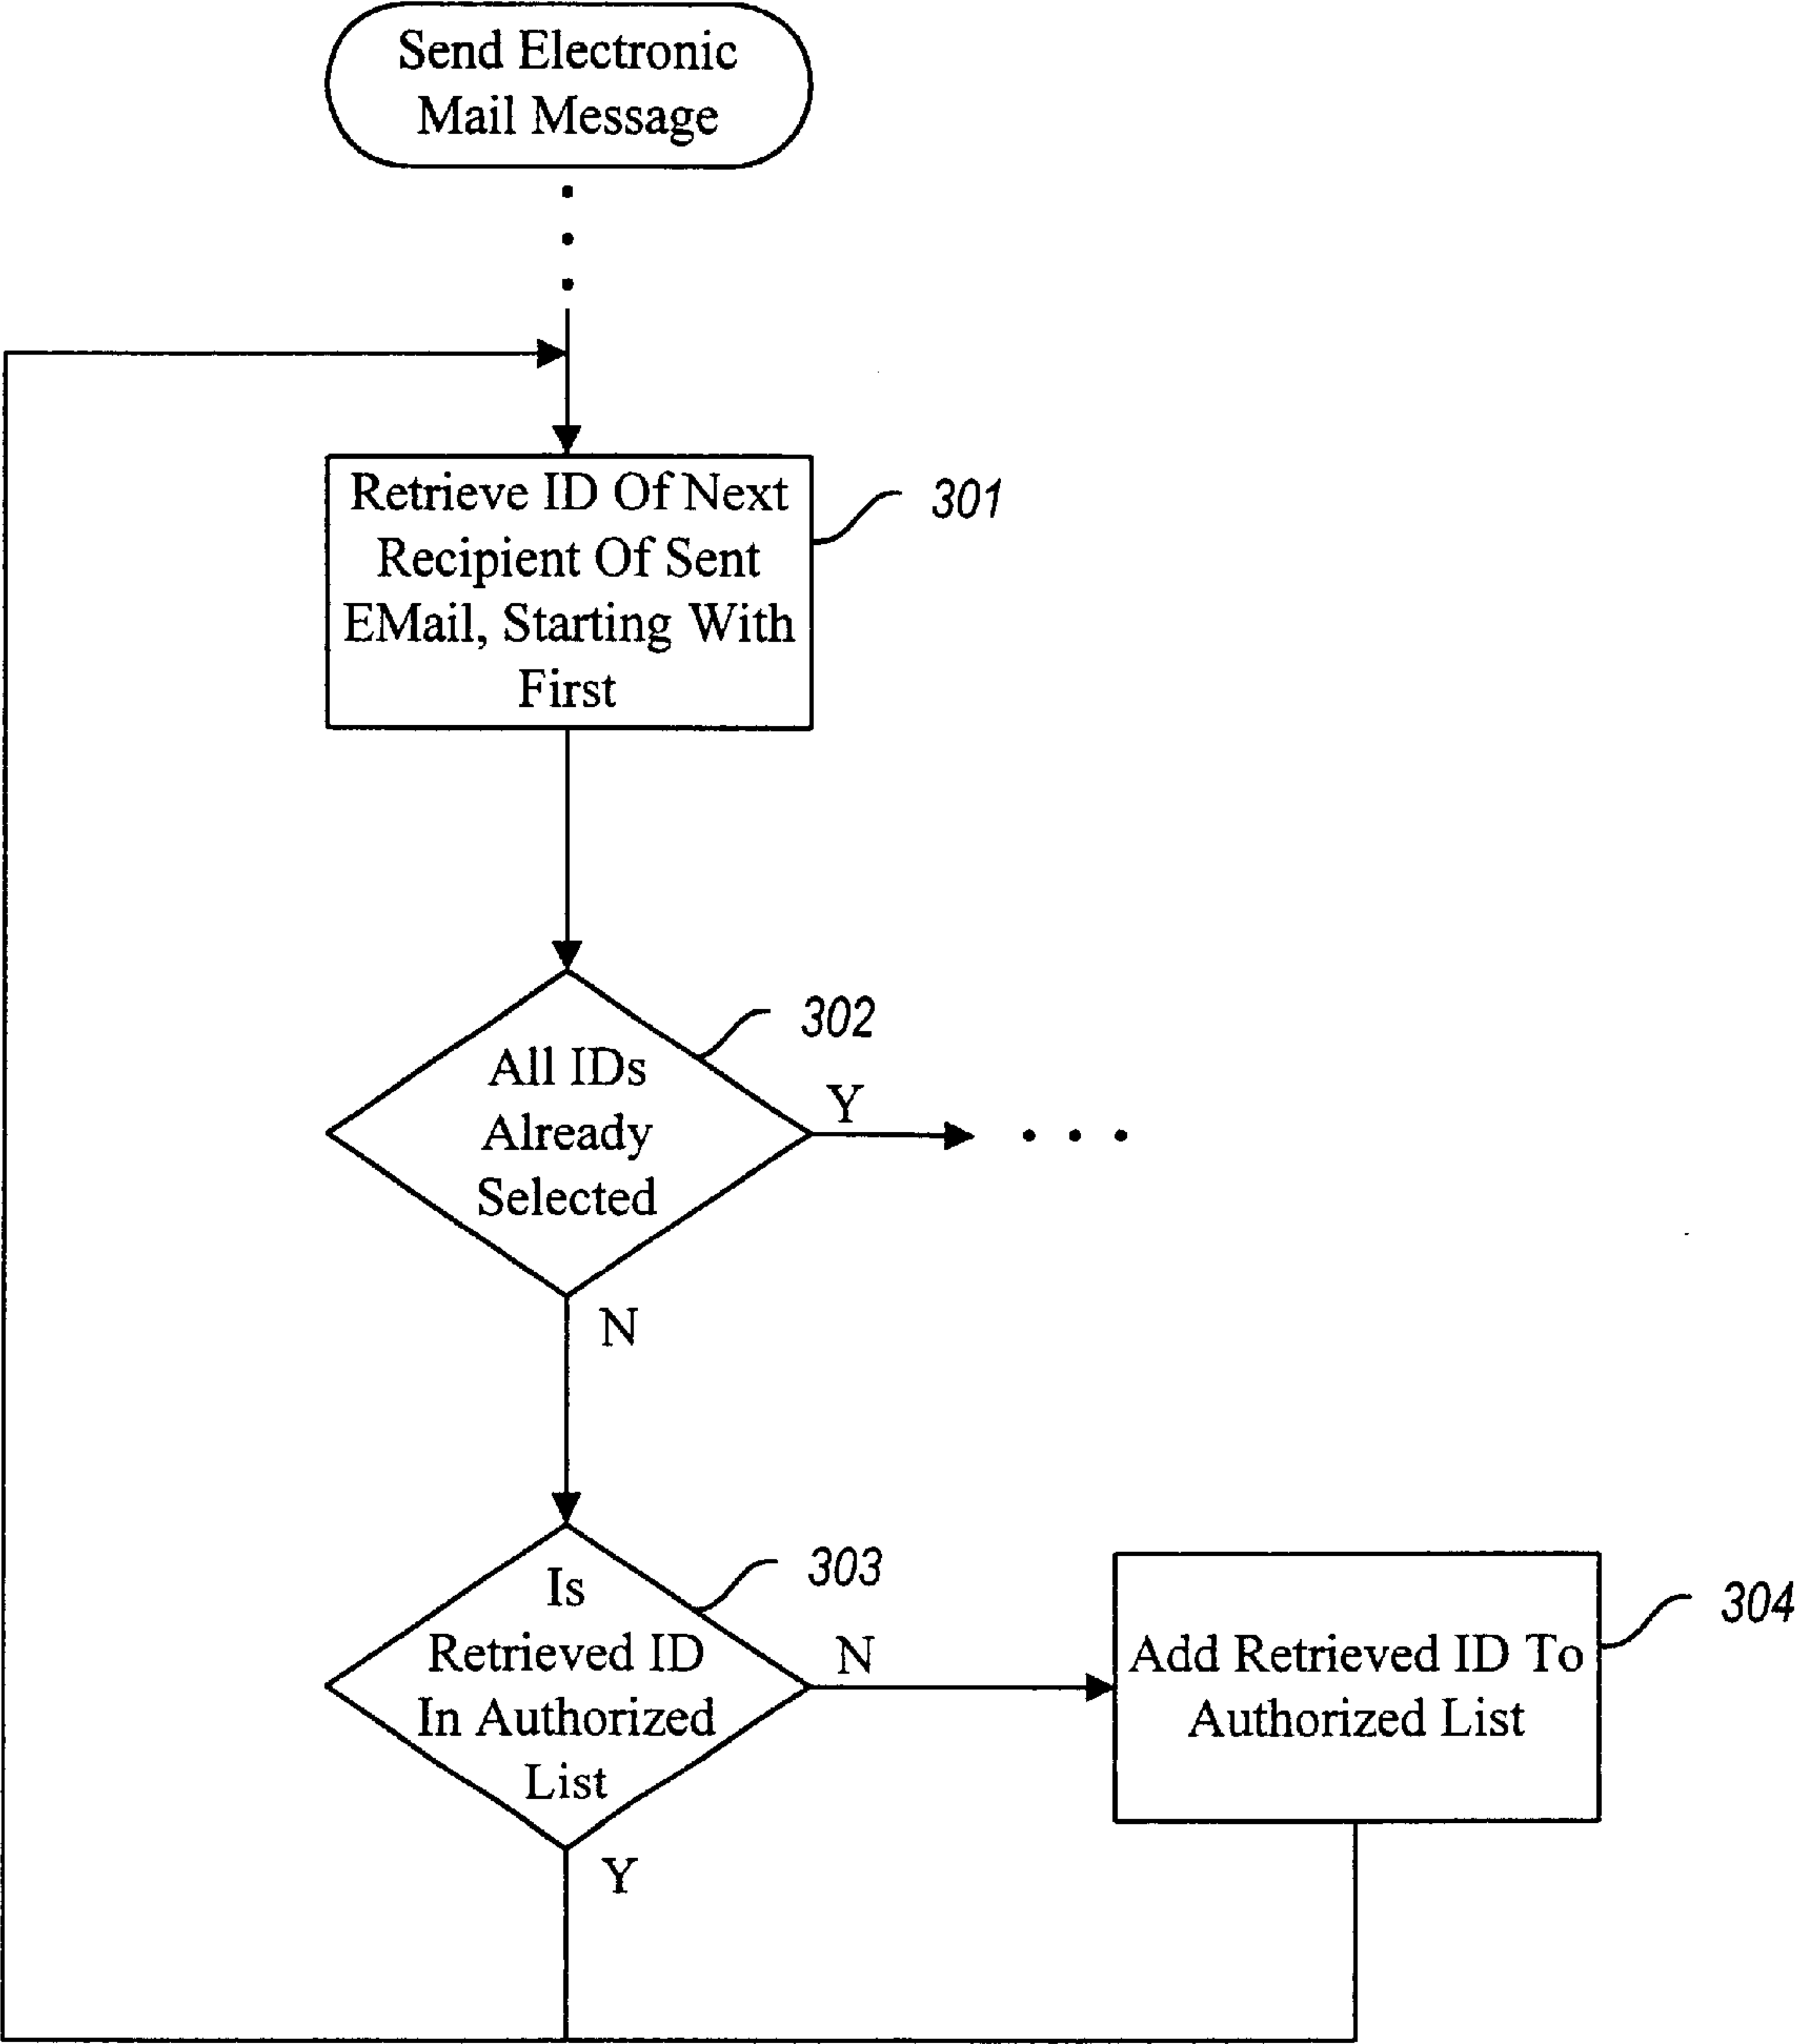 Send Electronic
Mail Message
Retrieve ID Of Next
Recipient Of Sent
EMail, Starting With
First
301
All IDs
Already
Selected
302
Y
N
Is
Retrieved ID
In Authorized
List
303
N
Add Retrieved ID To
Authorized List
304
Y